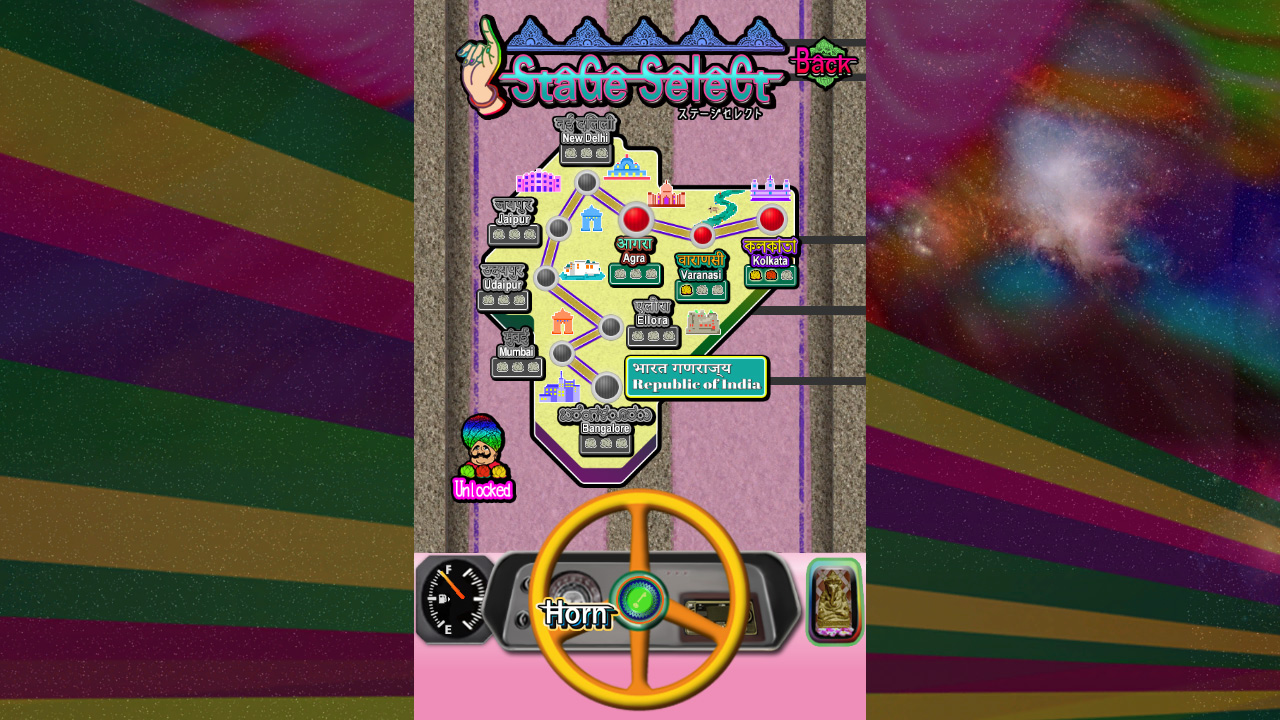 StaGe SeleCt
ステージセレクト
Back
नई दिल्ली
New Delhi
जयपुर
Jaipur
आगरा
Agra
वाराणसी
Varanasi
Kolkata
उदयपुर
Udaipur
एलोरा
Ellora
मुंबई
Mumbai
भारत गणराज्य
Republic of India
Bangalore
Unlocked
F
E
Horn